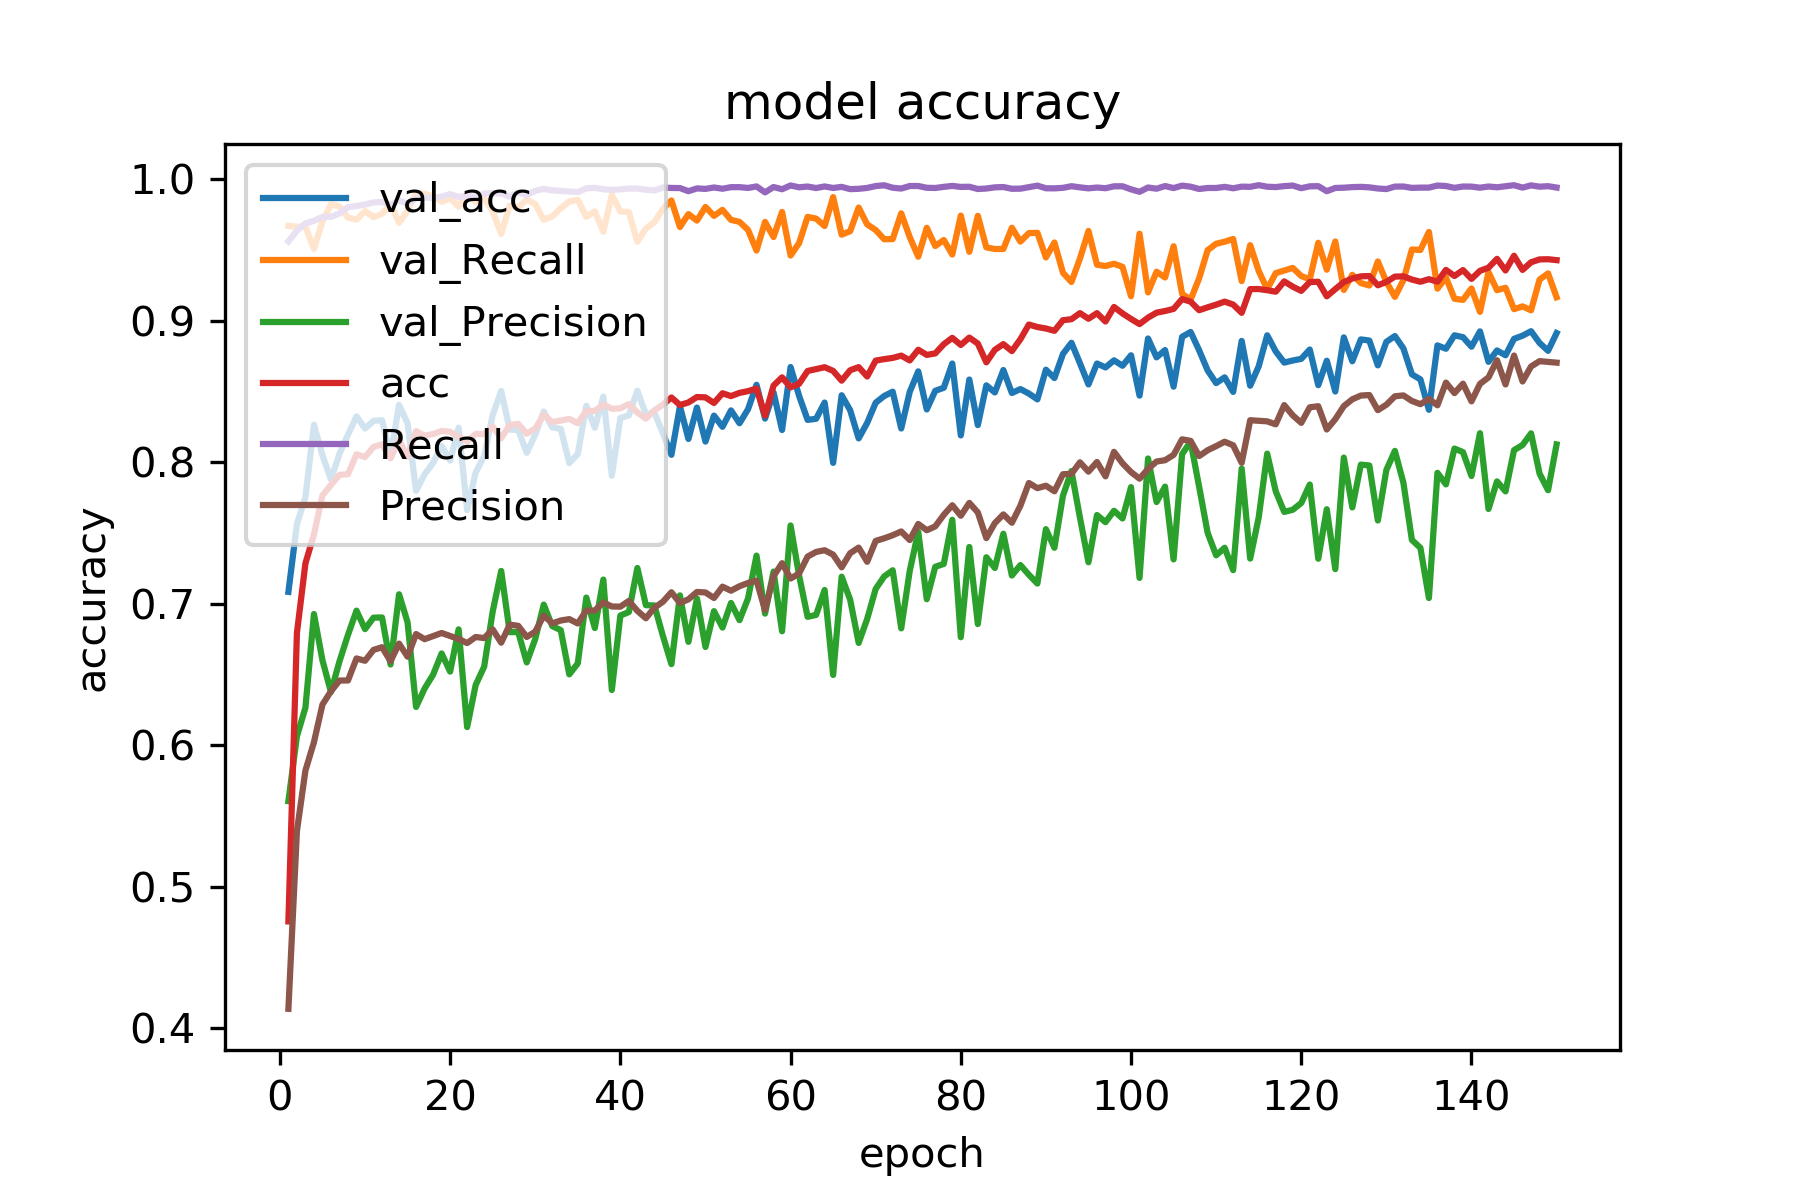 model accuracy
val_acc
val_Recall
val_Precision
acc
Recall
Precision
accuracy
1.0
0.9
0.8
0.7
0.6
0.5
0.4
0 20 40 60 80 100 120 140
epoch